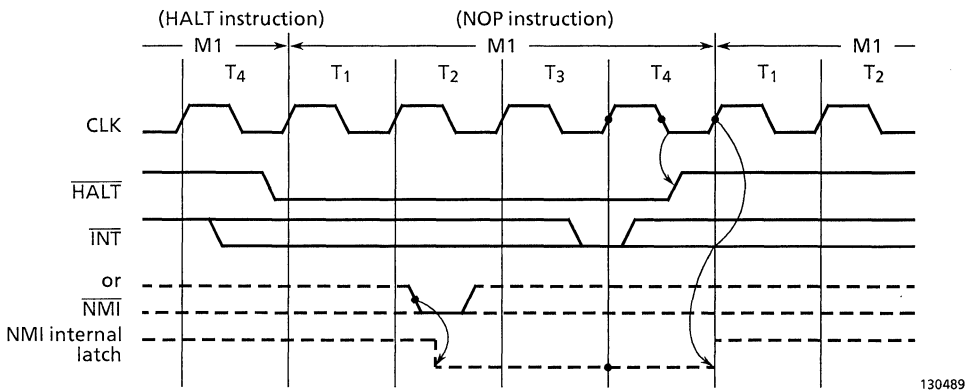 (HALT instruction) (NOP instruction)
M1 M1 M1
T4 T1 T2 T3 T4 T1 T2
CLK
HALT
INT
or
NMI
NMI internal
latch
130489